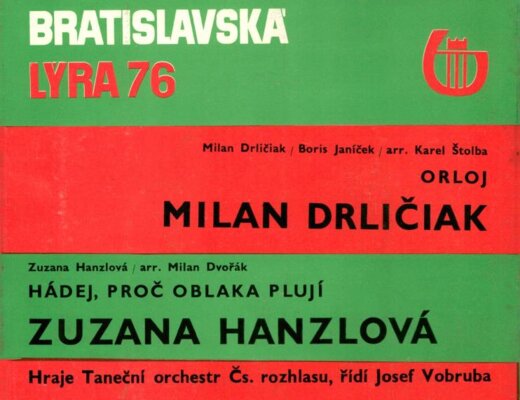 BRATISLAVSKÁ
LYRA 76
Milan Drličiak / Boris Janíček / arr. Karel Štolba
ORLOJ
MILAN DRLIČIAK
Zuzana Hanzlová / arr. Milan Dvořák
HÁDEJ, PROČ OBLAKA PLUJÍ
ZUZANA HANZLOVÁ
Hraje Taneční orchestr Čs. rozhlasu, řídí Josef Vobruba